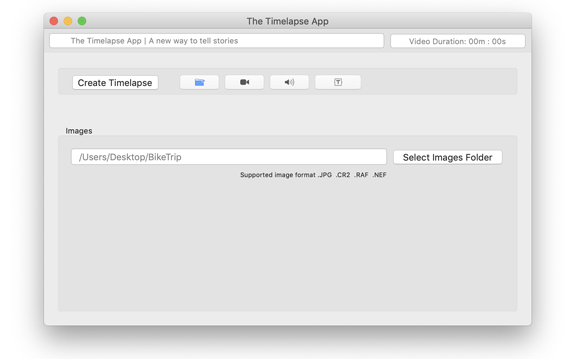 The Timelapse App
The Timelapse App | A new way to tell stories
Video Duration: 00m : 00s
Create Timelapse
T
Images
/Users/Desktop/BikeTrip
Select Images Folder
Supported image format .JPG .CR2 .RAF .NEF